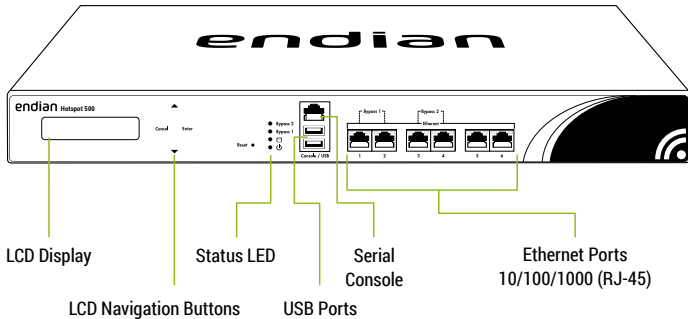 endian
endian Hotspot 500
Cancel Enter
Reset
Bypass 2
Bypass 1
Console / USB
Bypass 1 Bypass 2
Ethernet
1 2 3 4 5 6
LCD Display
Status LED
Serial
Console
Ethernet Ports
10/100/1000 (RJ-45)
LCD Navigation Buttons
USB Ports